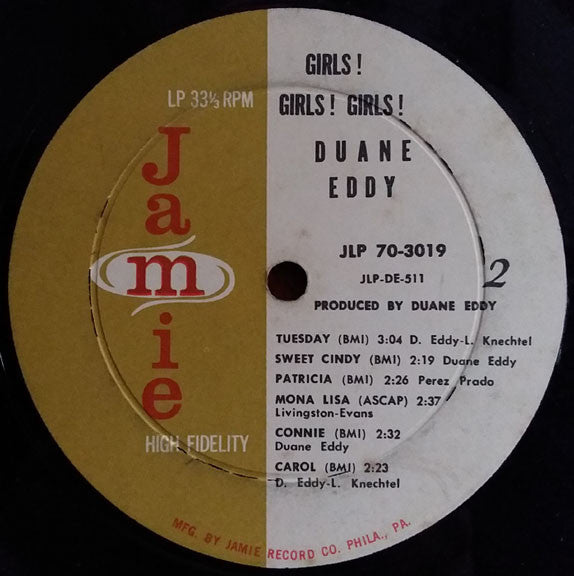 GIRLS!
LP 33⅓ RPM
GIRLS! GIRLS!
DUANE
EDDY
Jamie
JLP 70-3019
JLP-DE-511
2
PRODUCED BY DUANE EDDY
TUESDAY (BMI) 3:04 D. Eddy-L. Knechtel
SWEET CINDY (BMI) 2:19 Duane Eddy
PATRICIA (BMI) 2:26 Perez Prado
MONA LISA (ASCAP) 2:37
Livingston-Evans
CONNIE (BMI) 2:32
Duane Eddy
HIGH FIDELITY
CAROL (BMI) 2:23
D. Eddy-L. Knechtel
MFG. BY JAMIE RECORD CO. PHILA., PA.